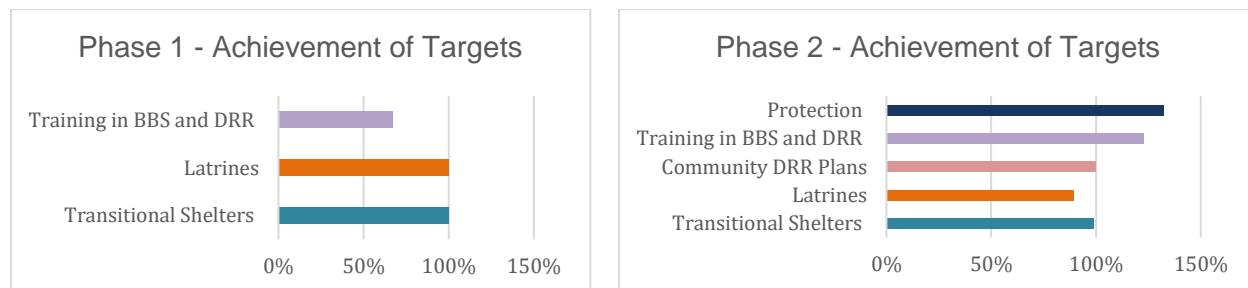 Phase 1 - Achievement of Targets
Training in BBS and DRR
Latrines
Transitional Shelters
0% 50% 100% 150%
Phase 2 - Achievement of Targets
Protection
Training in BBS and DRR
Community DRR Plans
Latrines
Transitional Shelters
0% 50% 100% 150%